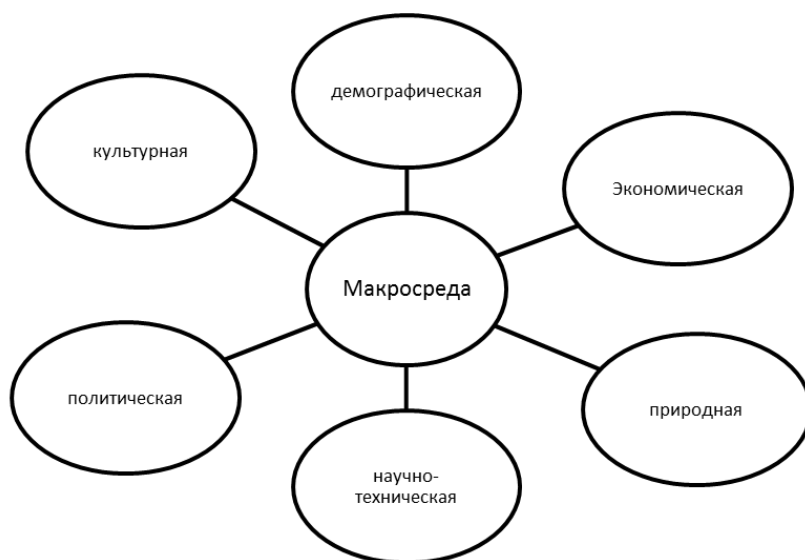 демографическая
культурная
Экономическая
Макросреда
политическая
природная
научно-
техническая